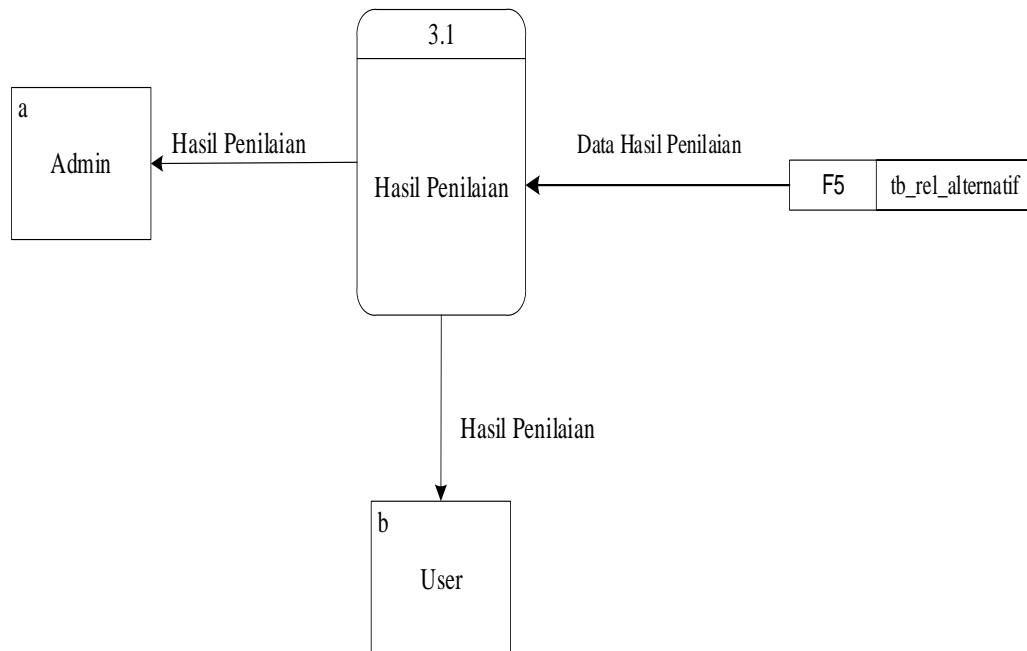 3.1
a
Admin
Hasil Penilaian
Hasil Penilaian
Data Hasil Penilaian
F5
tb_rel_alternatif
Hasil Penilaian
b
User